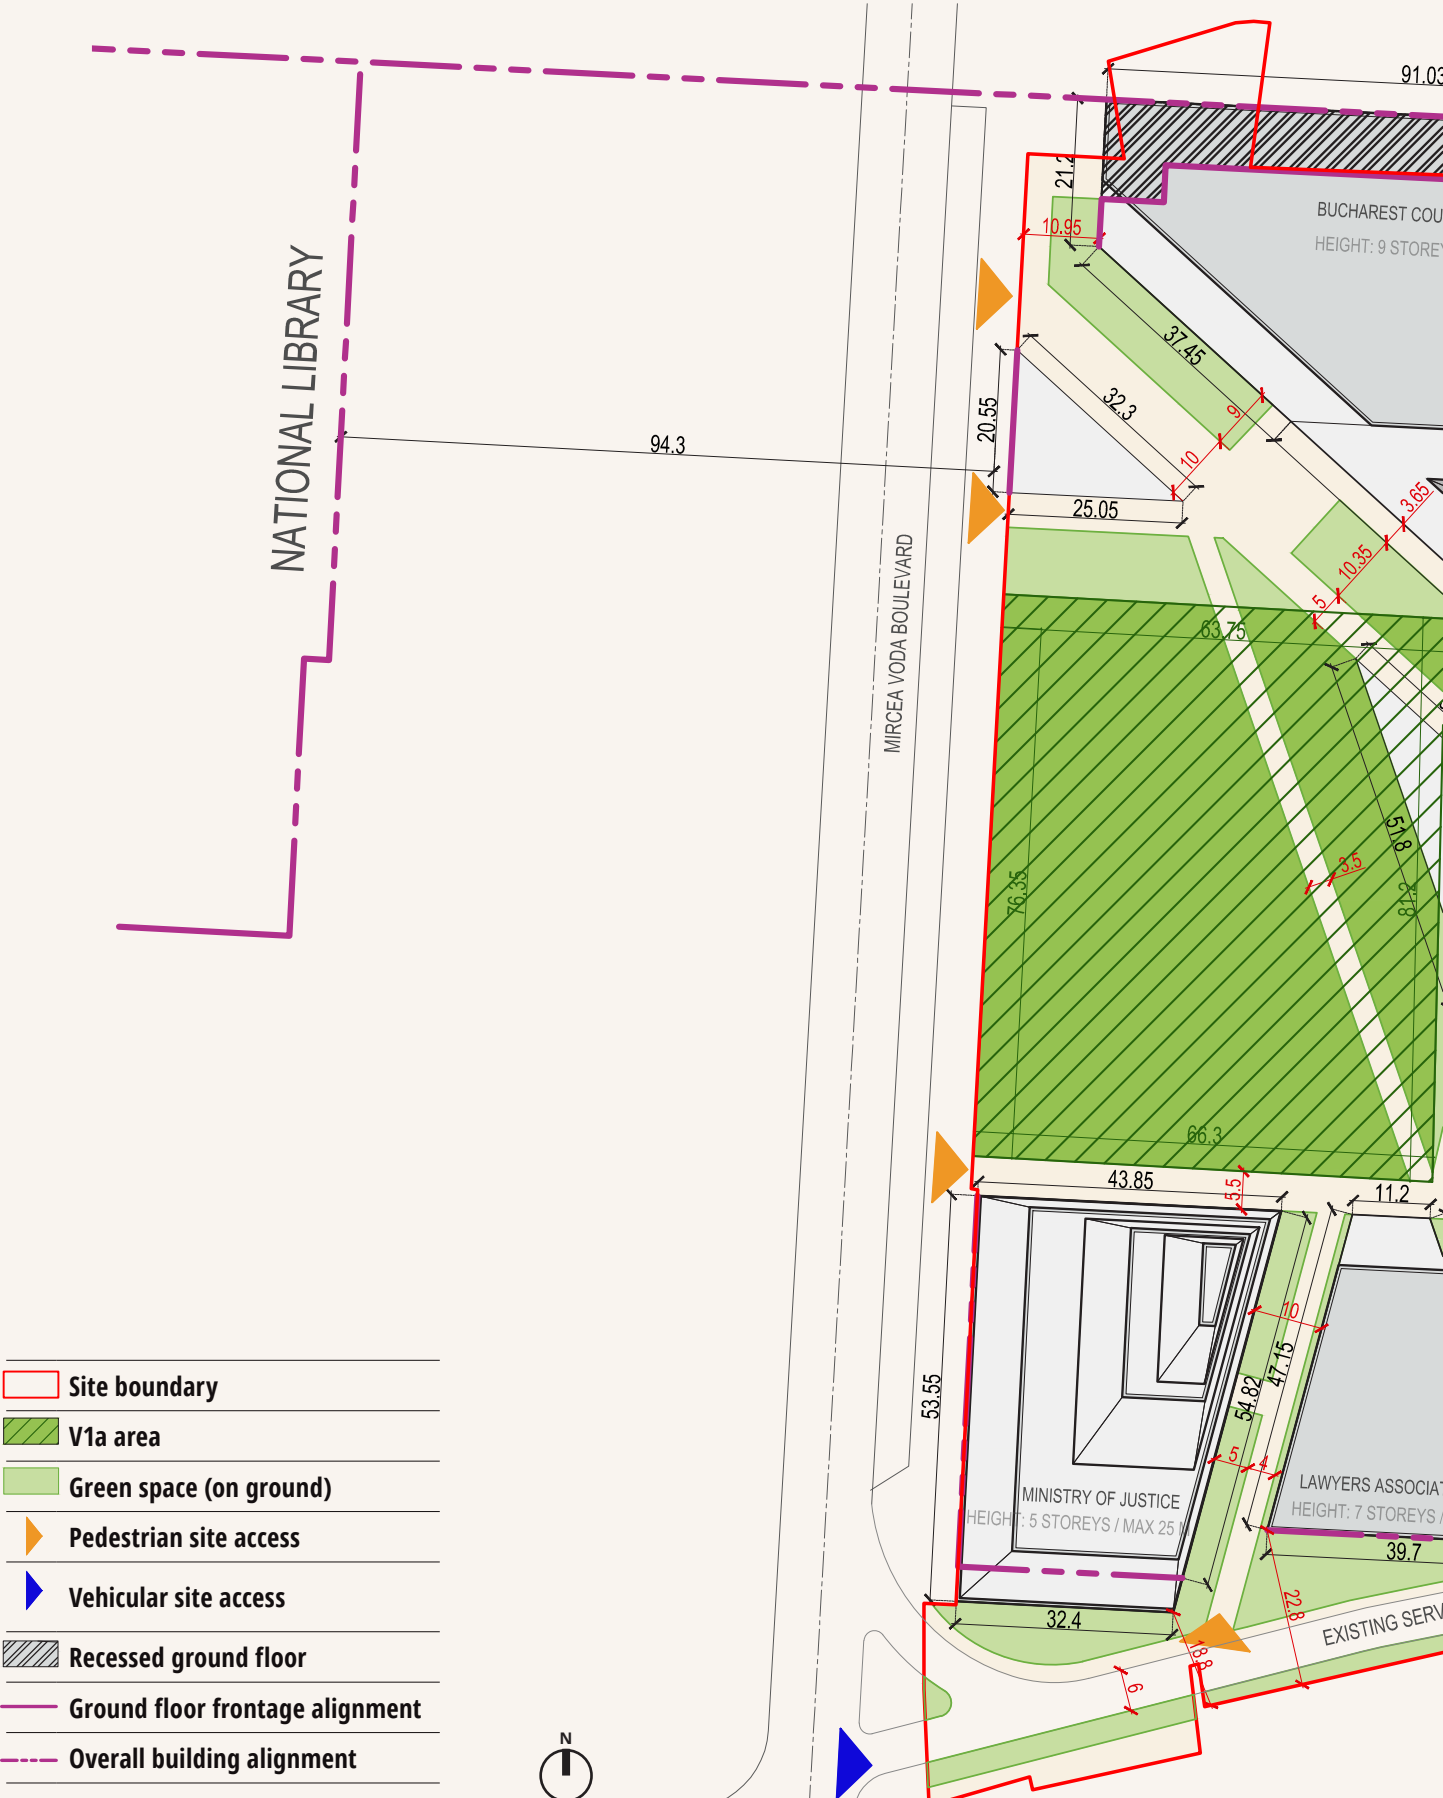 91.03
21.2
BUCHAREST COU
HEIGHT: 9 STOREY
10.95
37.45
32.3
20.55
9
10
NATIONAL LIBRARY
94.3
25.05
3.65
10.35
5
MIRCEA VODA BOULEVARD
63.75
51.8
3.5
76.35
81.2
66.3
43.85
5.5
11.2
10
47.15
54.82
53.55
5
4
MINISTRY OF JUSTICE
HEIGHT: 5 STOREYS / MAX 25 M
LAWYERS ASSOCIAT
HEIGHT: 7 STOREYS /
39.7
32.4
22.8
EXISTING SERV
18.8
6
Site boundary
V1a area
Green space (on ground)
Pedestrian site access
Vehicular site access
Recessed ground floor
Ground floor frontage alignment
Overall building alignment
N